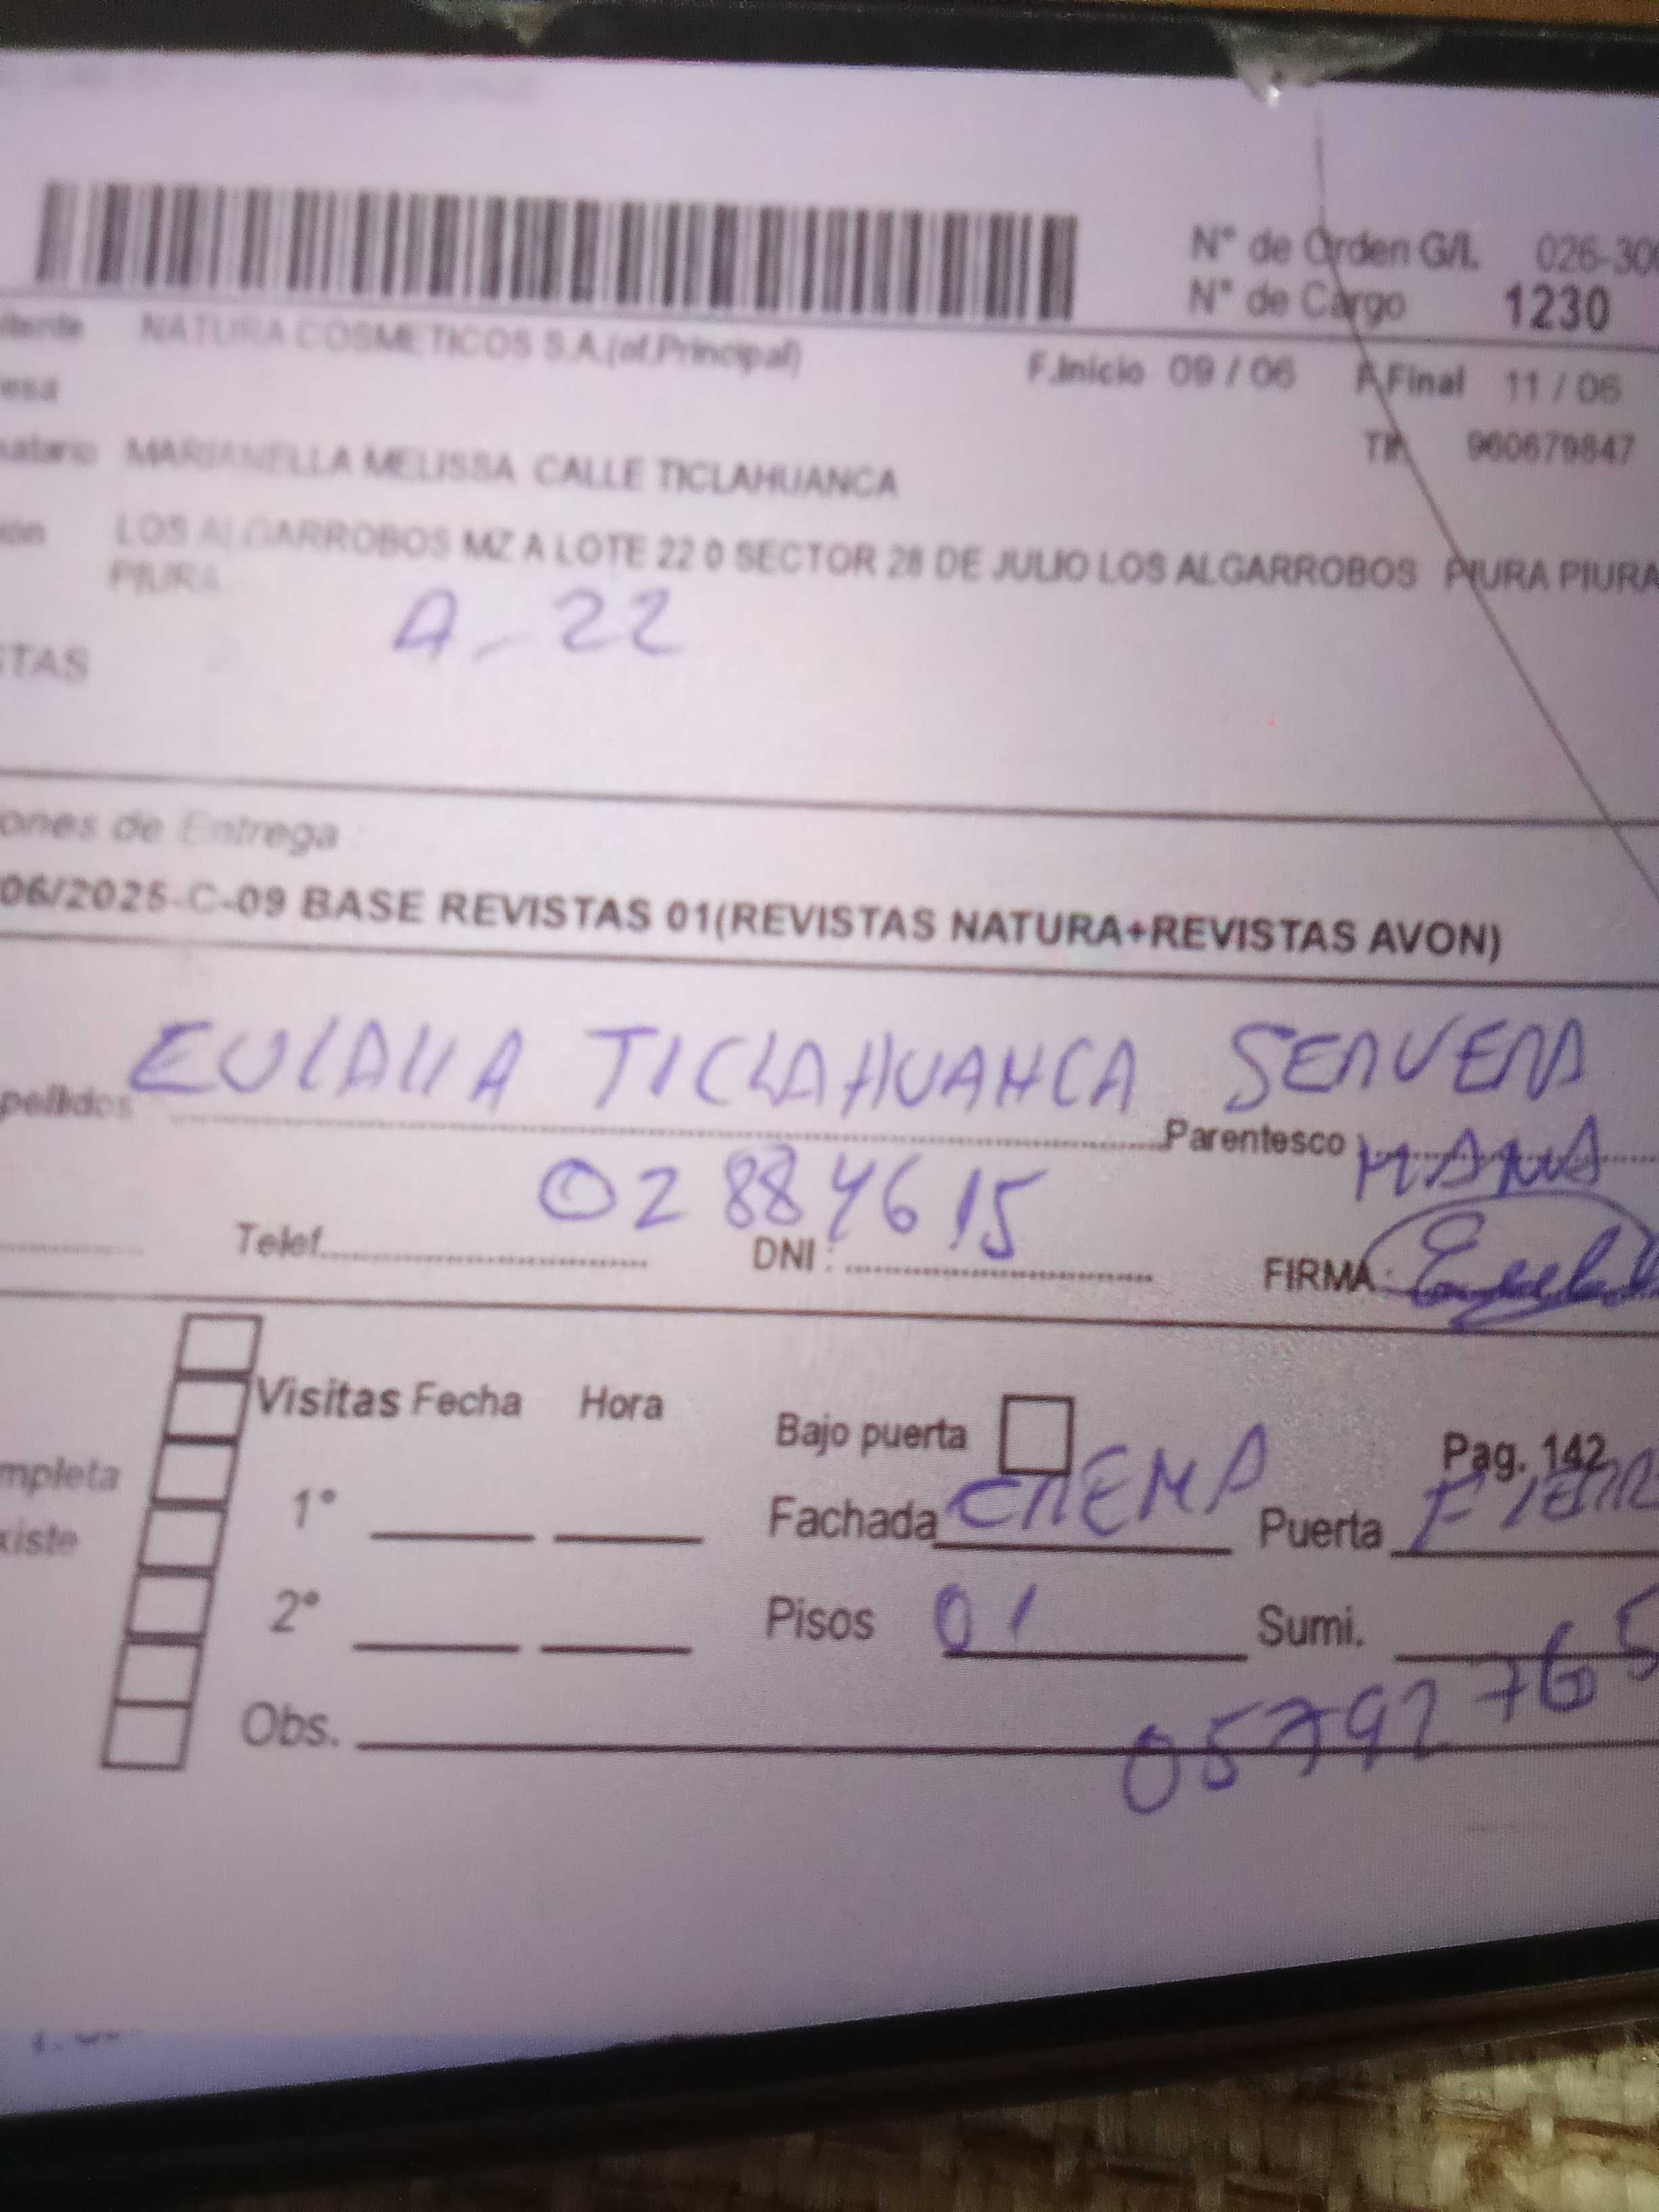 N° de Orden G/L 026-300
N° de Cargo 1230
NATURA COSMETICOS S.A.(of.Principal)
F.Inicio 09 / 06 F.Final 11 / 06
esa
Tlf. 960679847
MARIANELLA MELISSA CALLE TICLAHUANCA
LOS ALGARROBOS MZ A LOTE 22 0 SECTOR 28 DE JULIO LOS ALGARROBOS PIURA PIURA
PIURA
A-22
STAS
ones de Entrega :
06/2025-C-09 BASE REVISTAS 01(REVISTAS NATURA+REVISTAS AVON)
EULALIA TICLAHUANCA
pellidos Parentesco MAMA
02884615
Telef. DNI : FIRMA:
Visitas Fecha Hora
Bajo puerta
Pag. 142
mpleta
1° Fachada CREMA Puerta
xiste
2° Pisos 01 Sumi.
Obs. 05792765